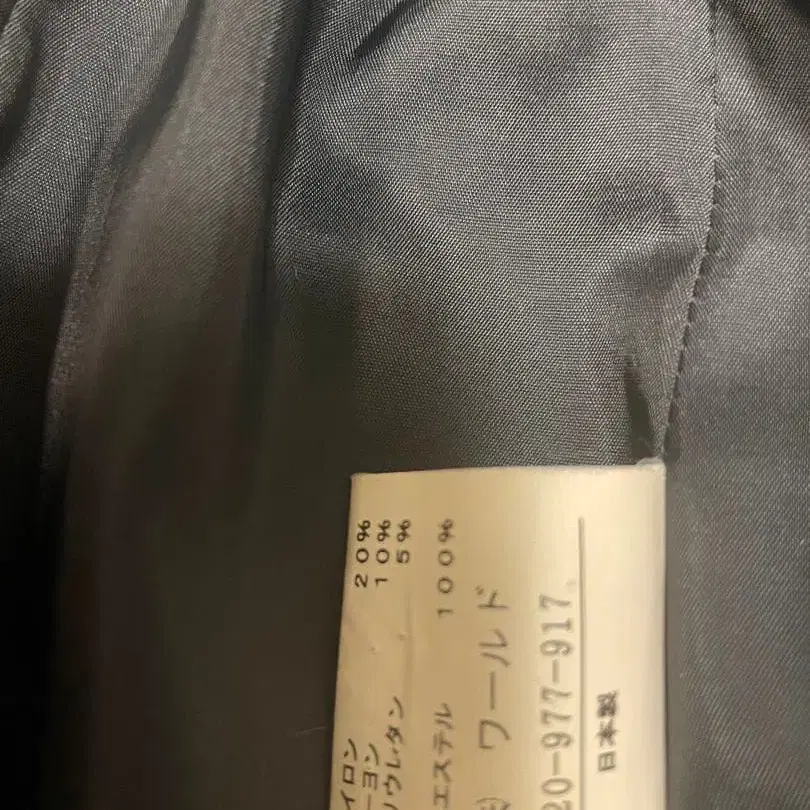 イロン 20%
ーヨン 10%
ウレタン 5%
エステル 100%
ワールド
20-977-917
日本製